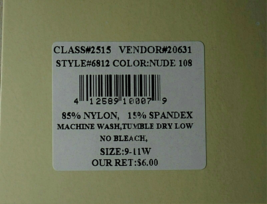 CLASS#2515 VENDOR#20631
STYLE#6812 COLOR:NUDE 108
4 12589 10007 9
85% NYLON, 15% SPANDEX
MACHINE WASH,TUMBLE DRY LOW
NO BLEACH,
SIZE:9-11W
OUR RET:$6.00